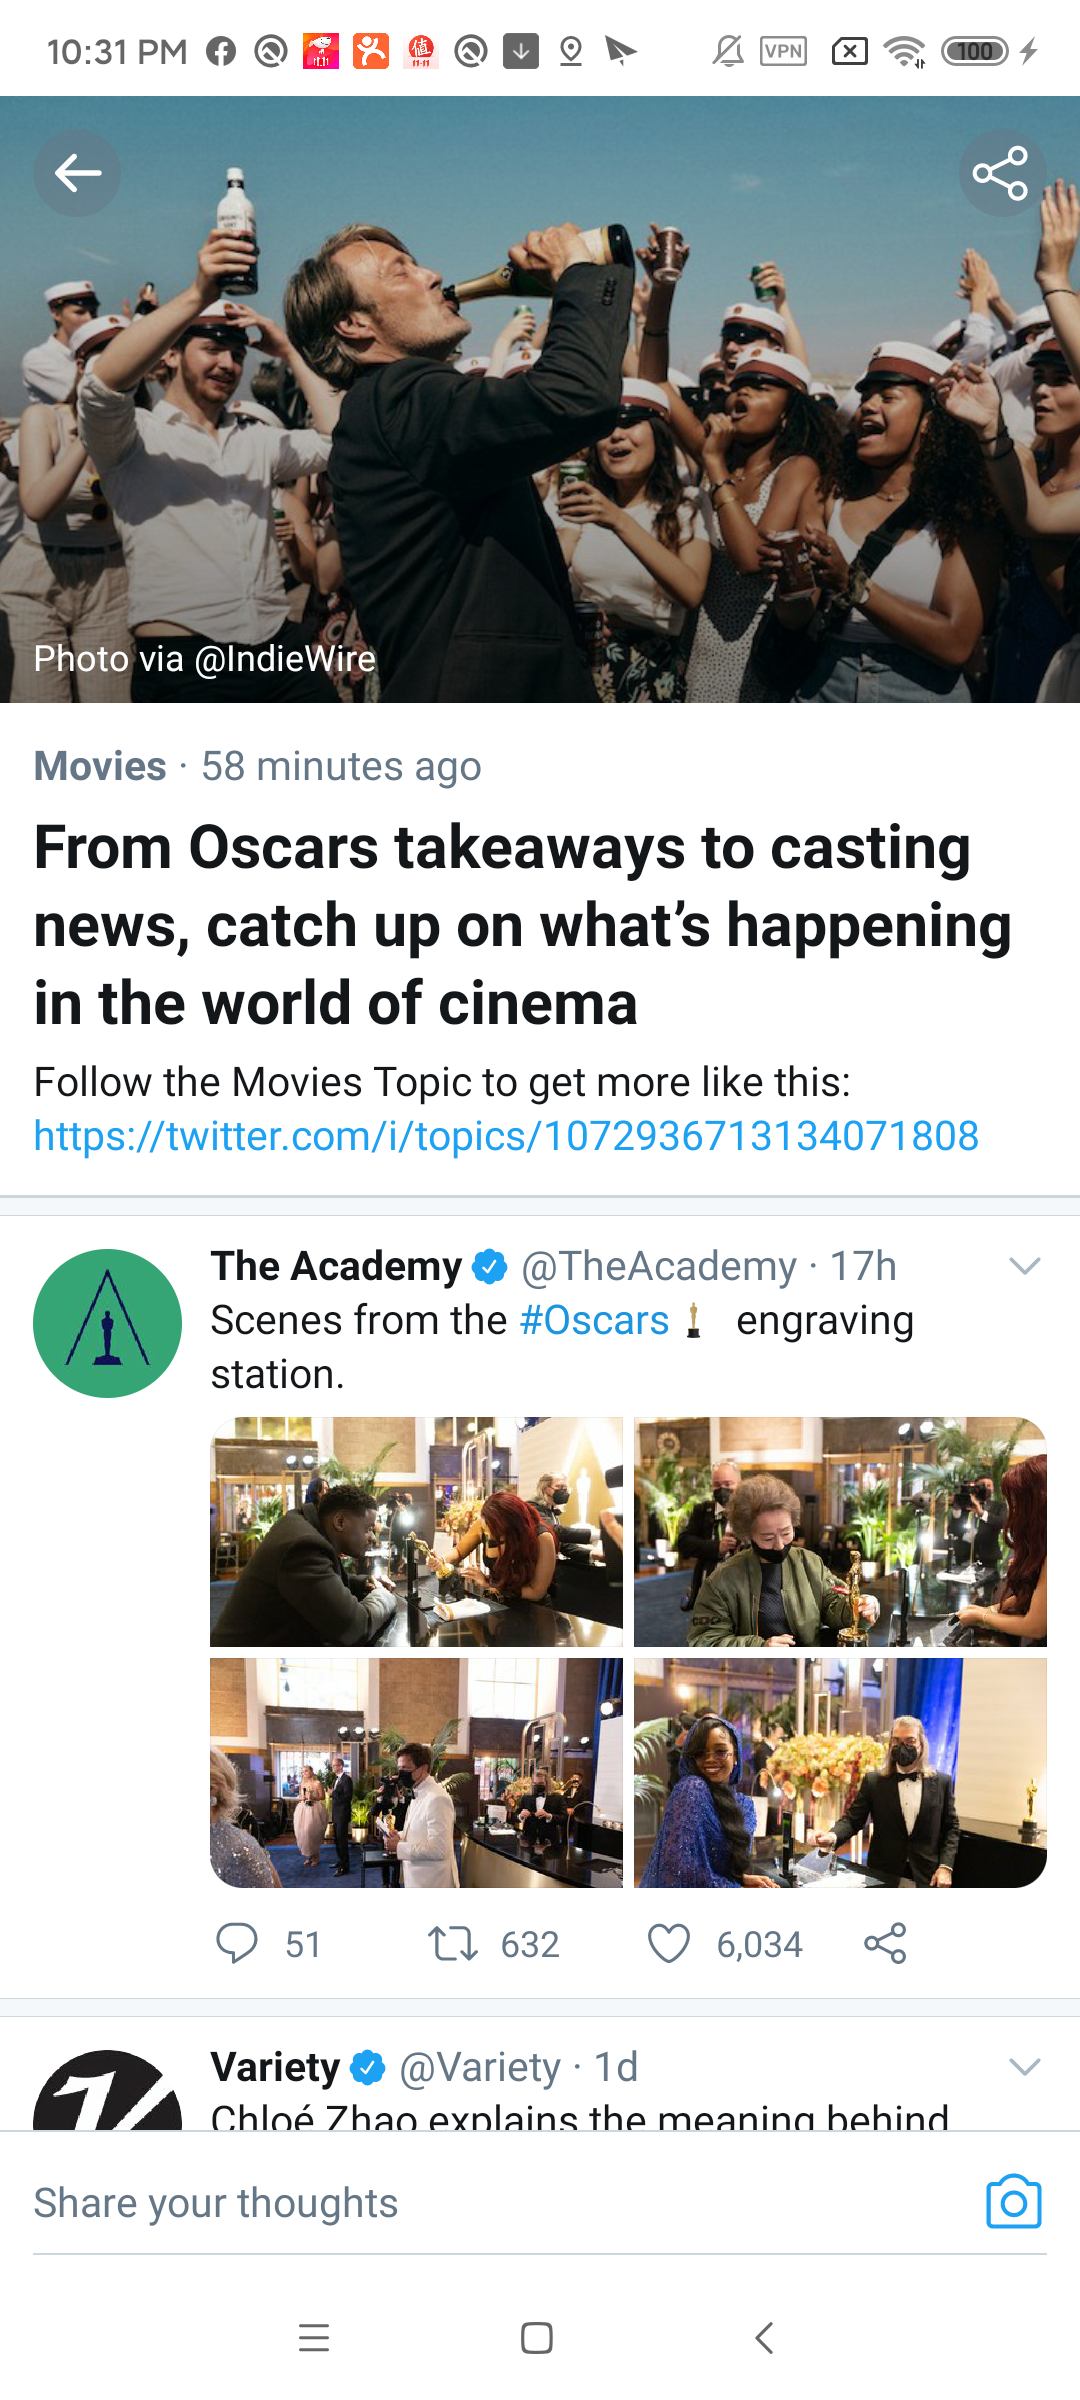 10:31 PM
VPN
100
Photo via @IndieWire
Movies · 58 minutes ago
From Oscars takeaways to casting
news, catch up on what’s happening
in the world of cinema
Follow the Movies Topic to get more like this:
https://twitter.com/i/topics/1072936713134071808
The Academy @TheAcademy · 17h
Scenes from the #Oscars engraving
station.
51 632 6,034
Variety @Variety · 1d
Chloé Zhao explains the meaning behind
Share your thoughts